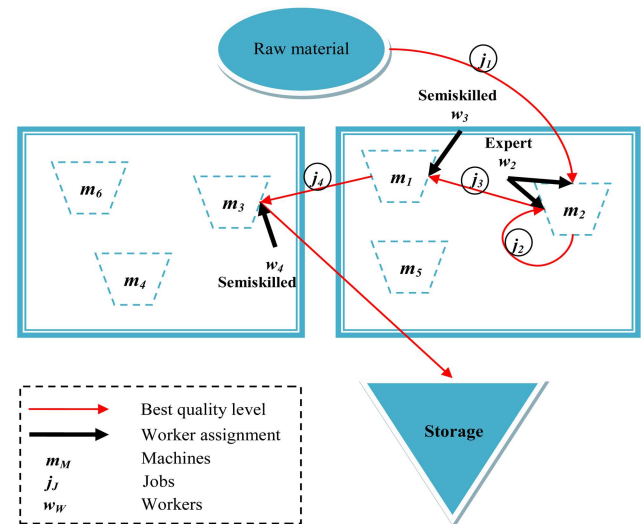 Raw material
j1
Semiskilled
w3
Expert
w2
m6
m3
j4
m1
j3
m2
m4
w4
Semiskilled
m5
j2
Best quality level
Worker assignment
mM Machines
jJ Jobs
wW Workers
Storage